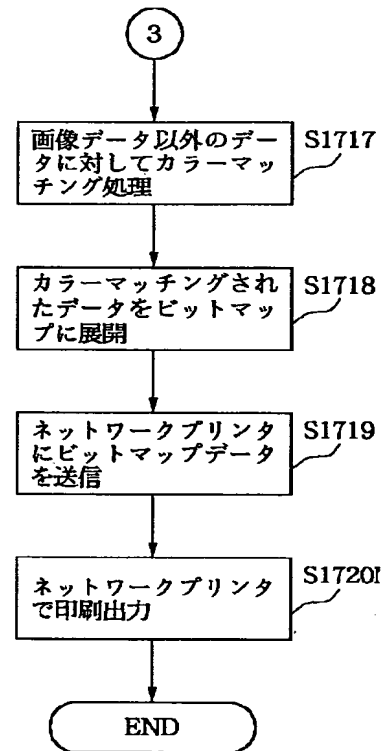 3
画像データ以外のデー
タに対してカラーマッ
チング処理
S1717
カラーマッチングされ
たデータをビットマッ
プに展開
S1718
ネットワークプリンタ
にビットマップデータ
を送信
S1719
ネットワークプリンタ
で印刷出力
S1720
END